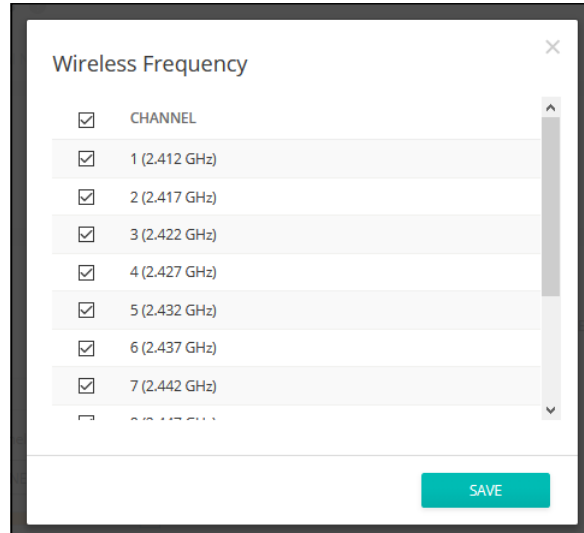 Wireless Frequency
CHANNEL
1 (2.412 GHz)
2 (2.417 GHz)
3 (2.422 GHz)
4 (2.427 GHz)
5 (2.432 GHz)
6 (2.437 GHz)
7 (2.442 GHz)
SAVE